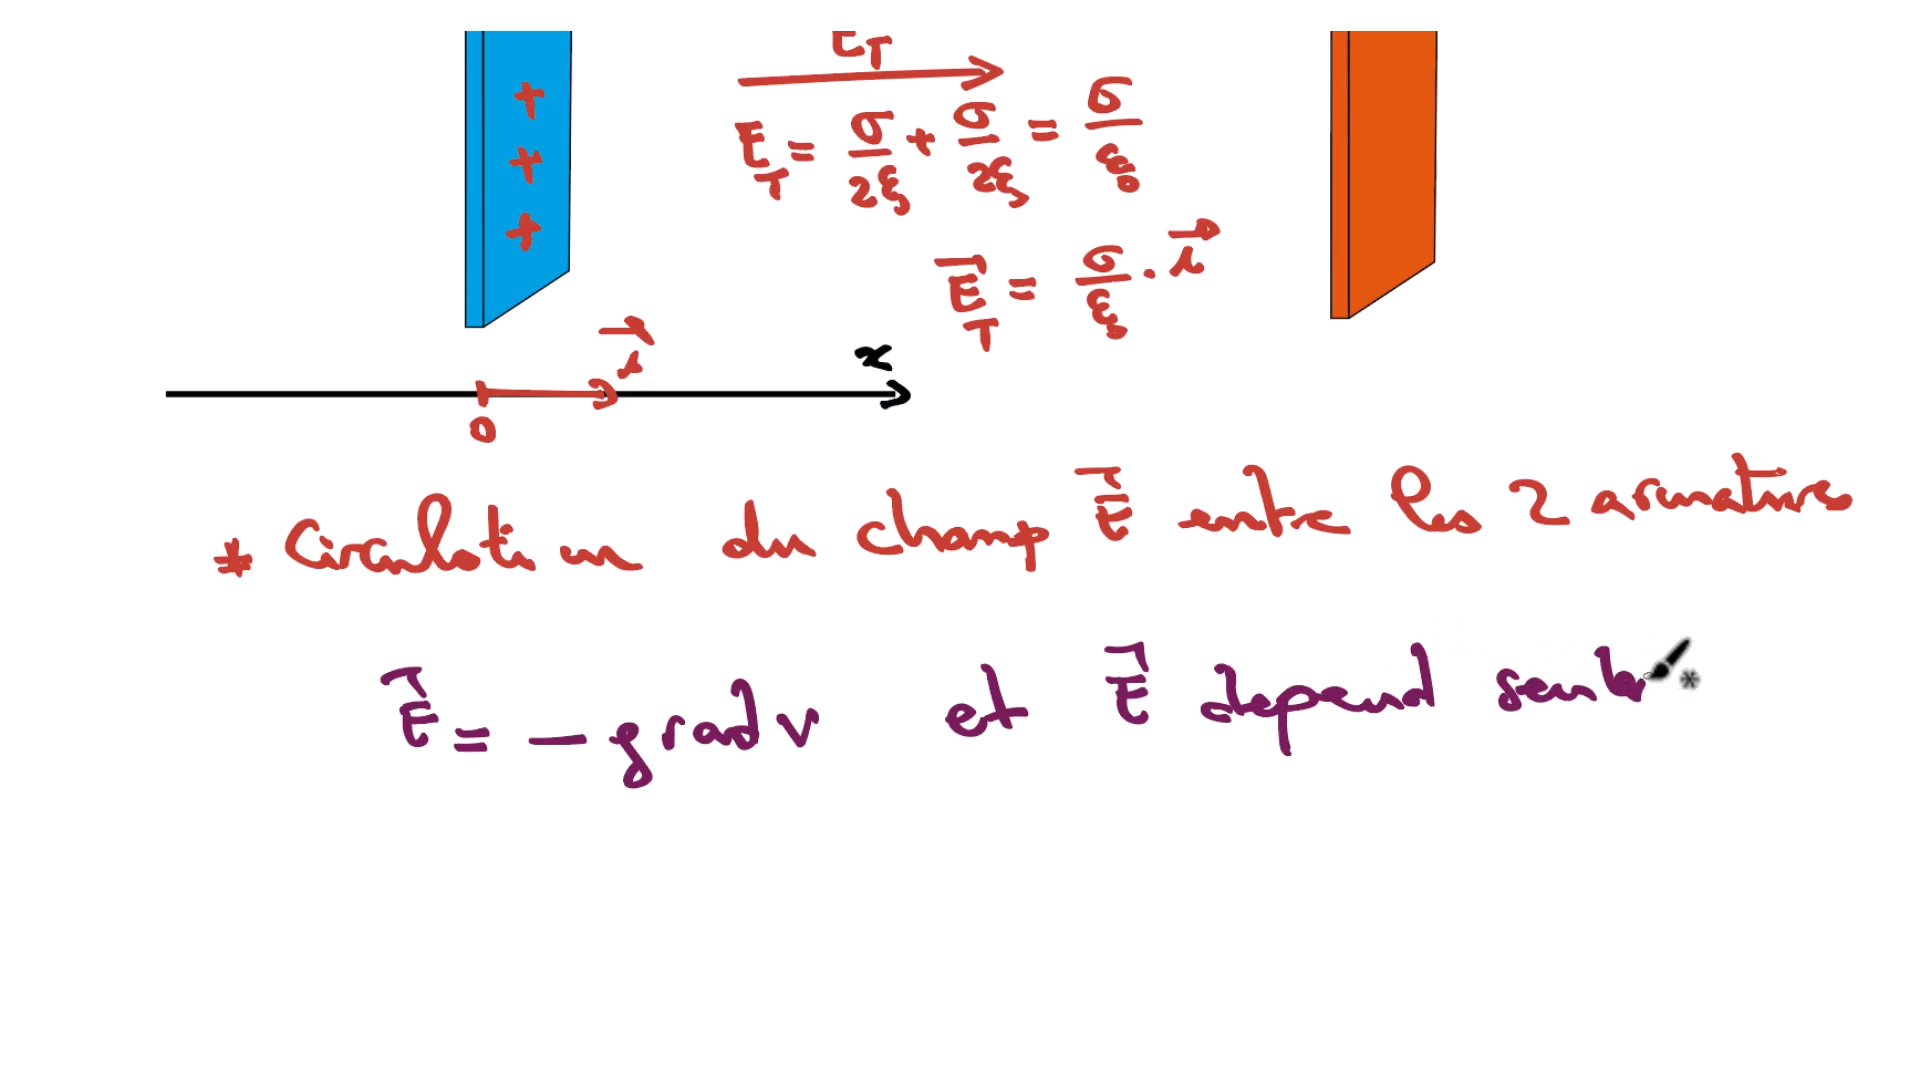 E_T
+
+
+
E_T = σ/2ε₀ + σ/2ε₀ = σ/ε₀
E⃗_T = σ/ε₀ . i⃗
i⃗
x
0
* Circulation du champ E⃗ entre les 2 armatures
E⃗ = - grad V et E⃗ depend seule